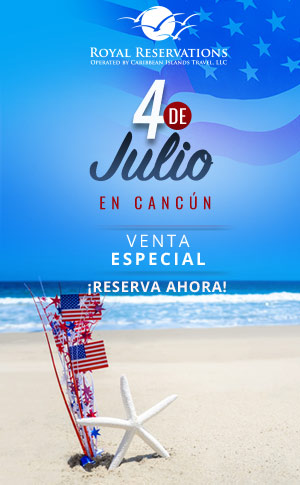 ROYAL RESERVATIONS
OPERATED BY CARIBBEAN ISLANDS TRAVEL, LLC
4 DE
Julio
EN CANCÚN
VENTA
ESPECIAL
¡RESERVA AHORA!